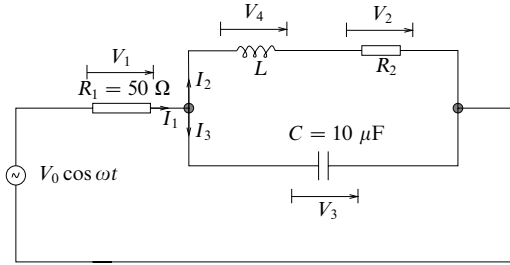 V₄
V₂
V₁
L
R₂
R₁ = 50 Ω
I₂
I₁
I₃
C = 10 μF
V₀ cos ωt
V₃